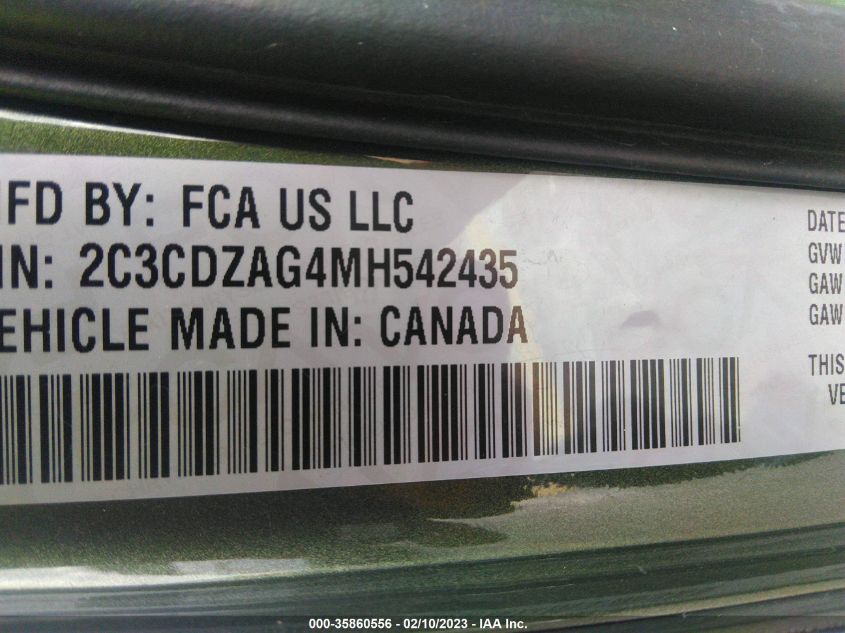 MFD BY: FCA US LLC
IN: 2C3CDZAG4MH542435
EHICLE MADE IN: CANADA
DATE
GVW
GAW
GAW
THIS
VE
000-35860556 - 02/10/2023 - IAA Inc.